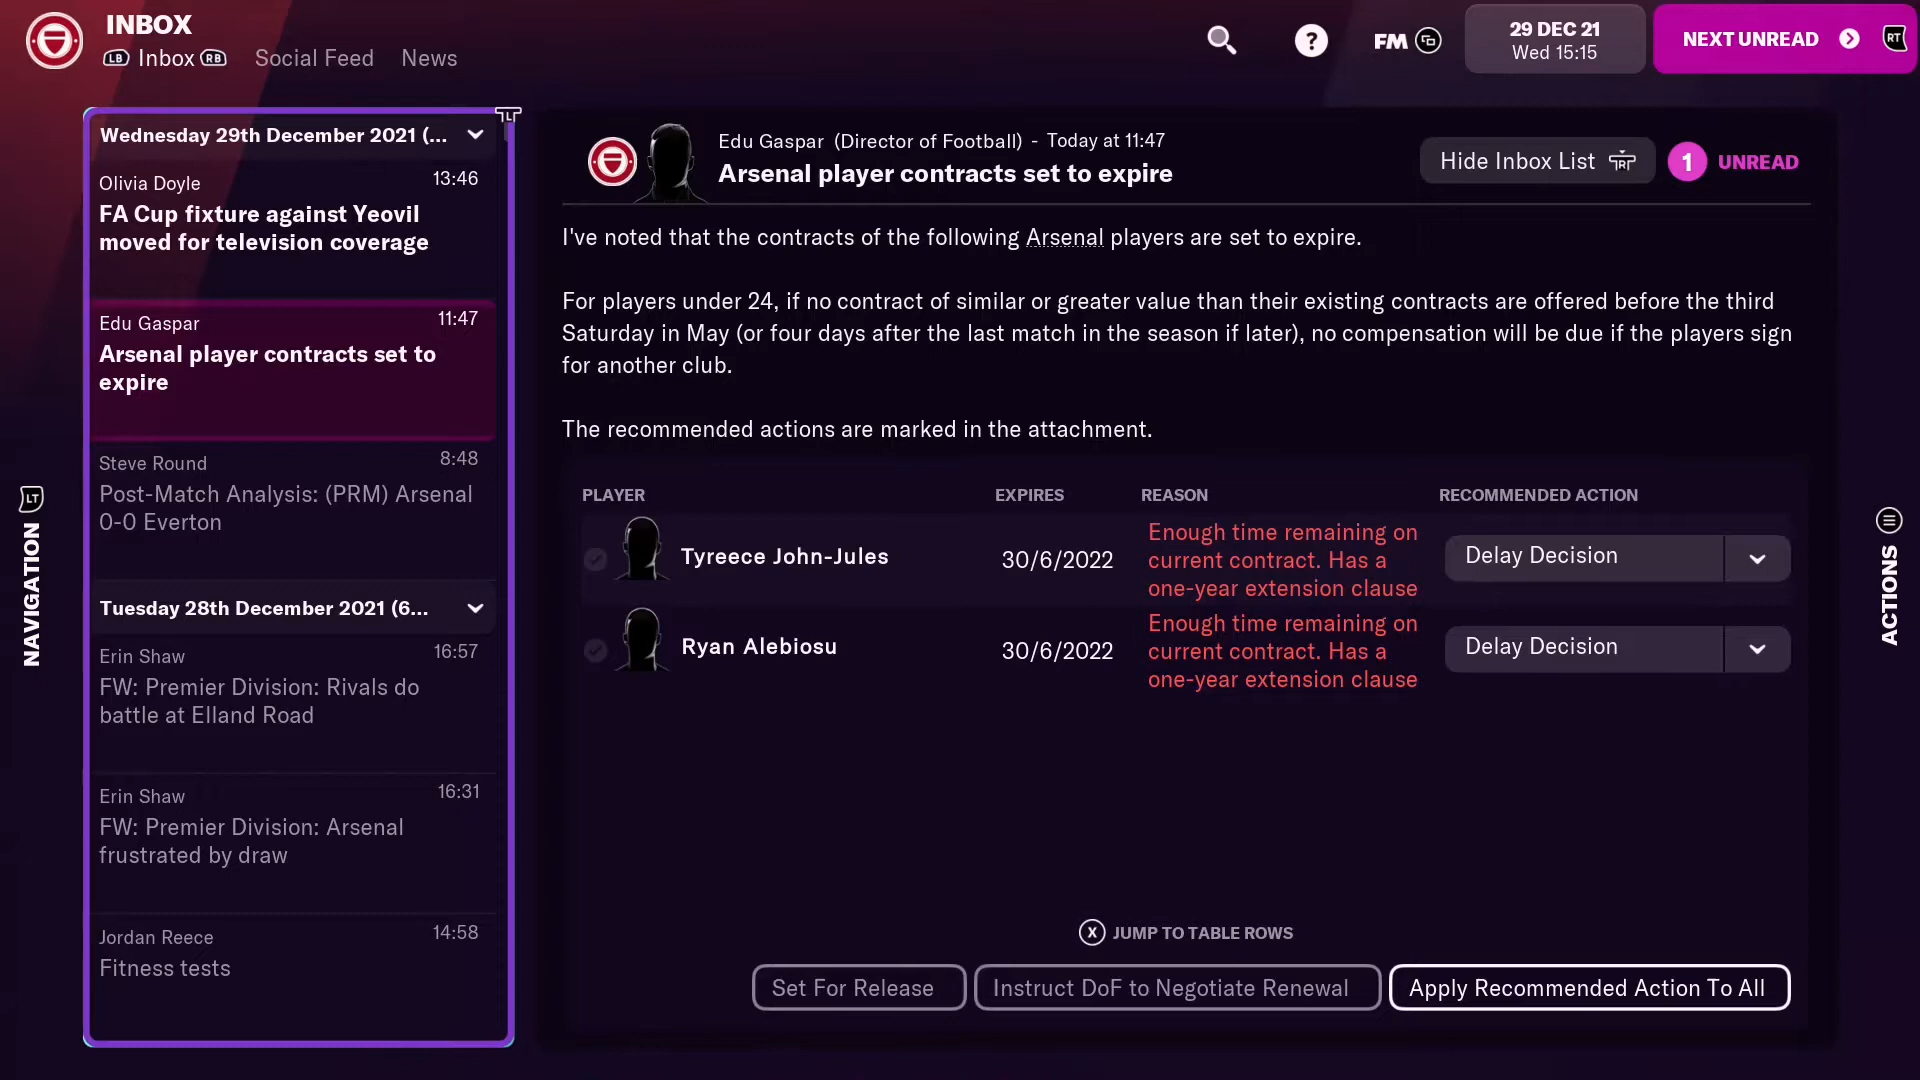 INBOX
LB Inbox RB Social Feed News
FM
29 DEC 21
Wed 15:15
NEXT UNREAD RT
LT NAVIGATION
Wednesday 29th December 2021 (...
Olivia Doyle 13:46
FA Cup fixture against Yeovil
moved for television coverage
Edu Gaspar 11:47
Arsenal player contracts set to
expire
Steve Round 8:48
Post-Match Analysis: (PRM) Arsenal
0-0 Everton
Tuesday 28th December 2021 (6...
Erin Shaw 16:57
FW: Premier Division: Rivals do
battle at Elland Road
Erin Shaw 16:31
FW: Premier Division: Arsenal
frustrated by draw
Jordan Reece 14:58
Fitness tests
Edu Gaspar (Director of Football) - Today at 11:47
Arsenal player contracts set to expire
Hide Inbox List 1 UNREAD
I've noted that the contracts of the following Arsenal players are set to expire.
For players under 24, if no contract of similar or greater value than their existing contracts are offered before the third
Saturday in May (or four days after the last match in the season if later), no compensation will be due if the players sign
for another club.
The recommended actions are marked in the attachment.
PLAYER EXPIRES REASON RECOMMENDED ACTION
Tyreece John-Jules 30/6/2022 Enough time remaining on
current contract. Has a
one-year extension clause
Delay Decision
Ryan Alebiosu 30/6/2022 Enough time remaining on
current contract. Has a
one-year extension clause
Delay Decision
X JUMP TO TABLE ROWS
Set For Release Instruct DoF to Negotiate Renewal Apply Recommended Action To All
ACTIONS